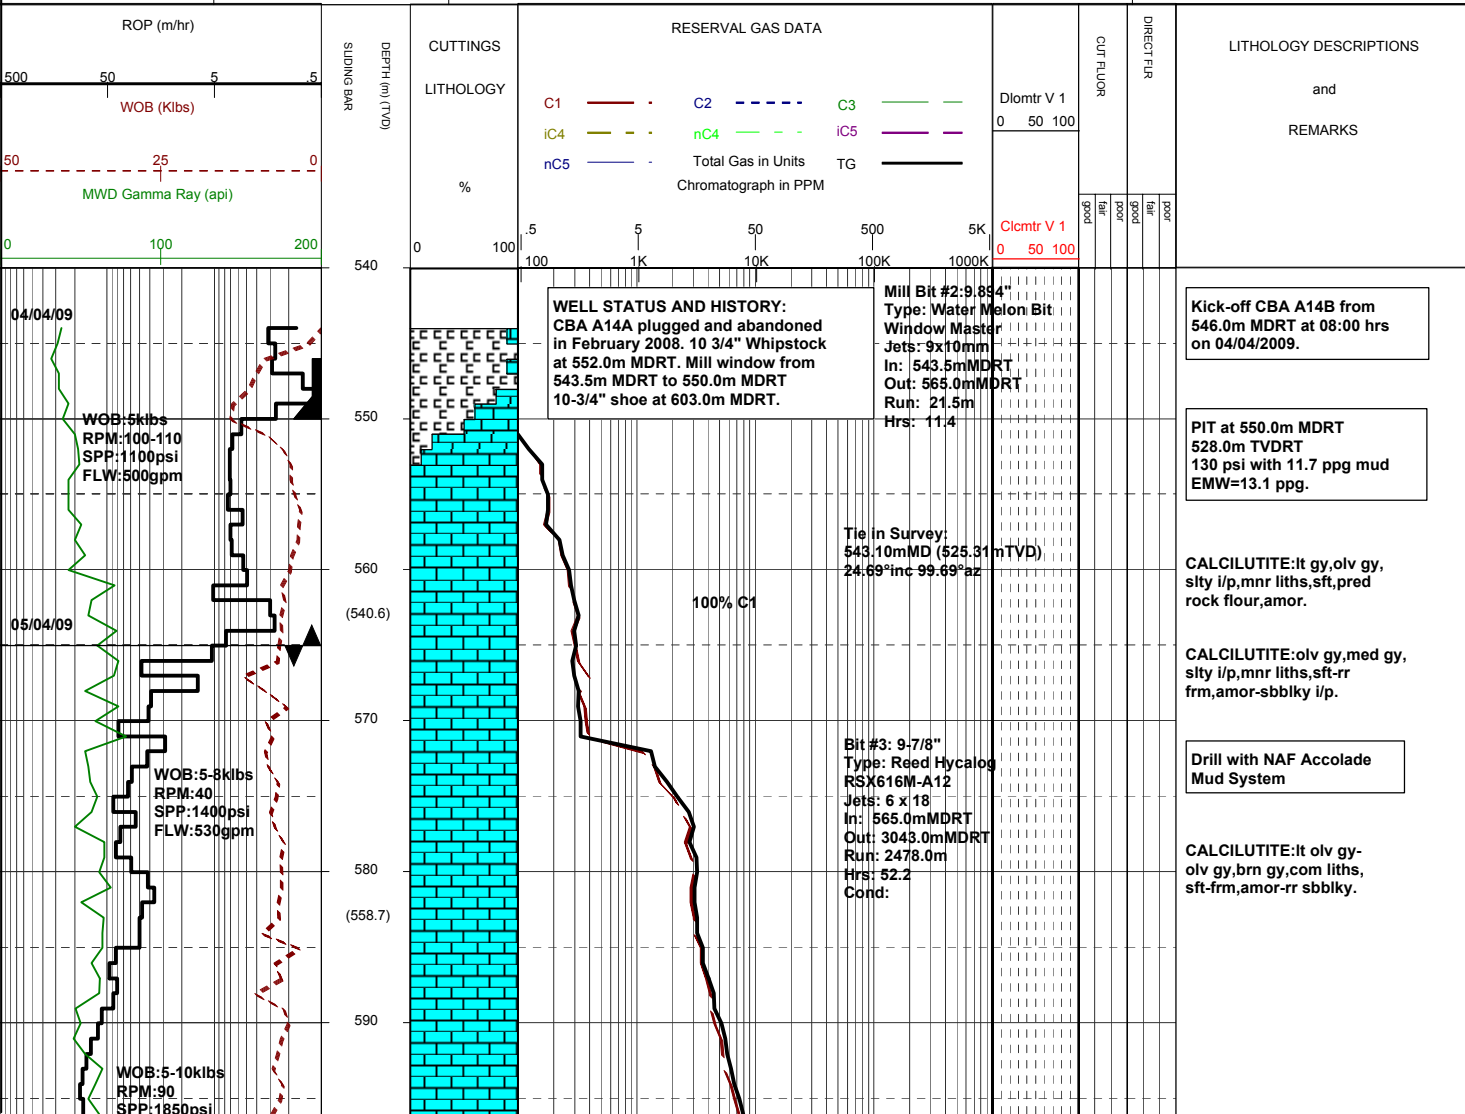 ROP (m/hr)
500 50 5 .5
WOB (Klbs)
50 25 0
MWD Gamma Ray (api)
0 100 200
SLIDING BAR
DEPTH (m) (TVD)
CUTTINGS
LITHOLOGY
%
0 100
RESERVAL GAS DATA
C1 C2 C3
iC4 nC4 iC5
nC5 Total Gas in Units TG
Chromatograph in PPM
.5 5 50 500 5K
100 1K 10K 100K 1000K
Dlomtr V 1
0 50 100
Clcmtr V 1
0 50 100
CUT FLUOR
DIRECT FLR
good fair poor good fair poor
LITHOLOGY DESCRIPTIONS
and
REMARKS
540
550
560
(540.6)
570
580
(558.7)
590
04/04/09
WOB:5klbs
RPM:100-110
SPP:1100psi
FLW:500gpm
05/04/09
WOB:5-8klbs
RPM:40
SPP:1400psi
FLW:530gpm
WOB:5-10klbs
RPM:90
SPP:1850psi
WELL STATUS AND HISTORY:
CBA A14A plugged and abandoned
in February 2008. 10 3/4" Whipstock
at 552.0m MDRT. Mill window from
543.5m MDRT to 550.0m MDRT
10-3/4" shoe at 603.0m MDRT.
Mill Bit #2:9.894"
Type: Water Melon Bit
Window Master
Jets: 9x10mm
In: 543.5mMDRT
Out: 565.0mMDRT
Run: 21.5m
Hrs: 11.4
Tie in Survey:
543.10mMD (525.31mTVD)
24.69°inc 99.69°az
100% C1
Bit #3: 9-7/8"
Type: Reed Hycalog
RSX616M-A12
Jets: 6 x 18
In: 565.0mMDRT
Out: 3043.0mMDRT
Run: 2478.0m
Hrs: 52.2
Cond:
Kick-off CBA A14B from
546.0m MDRT at 08:00 hrs
on 04/04/2009.
PIT at 550.0m MDRT
528.0m TVDRT
130 psi with 11.7 ppg mud
EMW=13.1 ppg.
CALCILUTITE:lt gy,olv gy,
slty i/p,mnr liths,sft,pred
rock flour,amor.
CALCILUTITE:olv gy,med gy,
slty i/p,mnr liths,sft-rr
frm,amor-sbblky i/p.
Drill with NAF Accolade
Mud System
CALCILUTITE:lt olv gy-
olv gy,brn gy,com liths,
sft-frm,amor-rr sbblky.